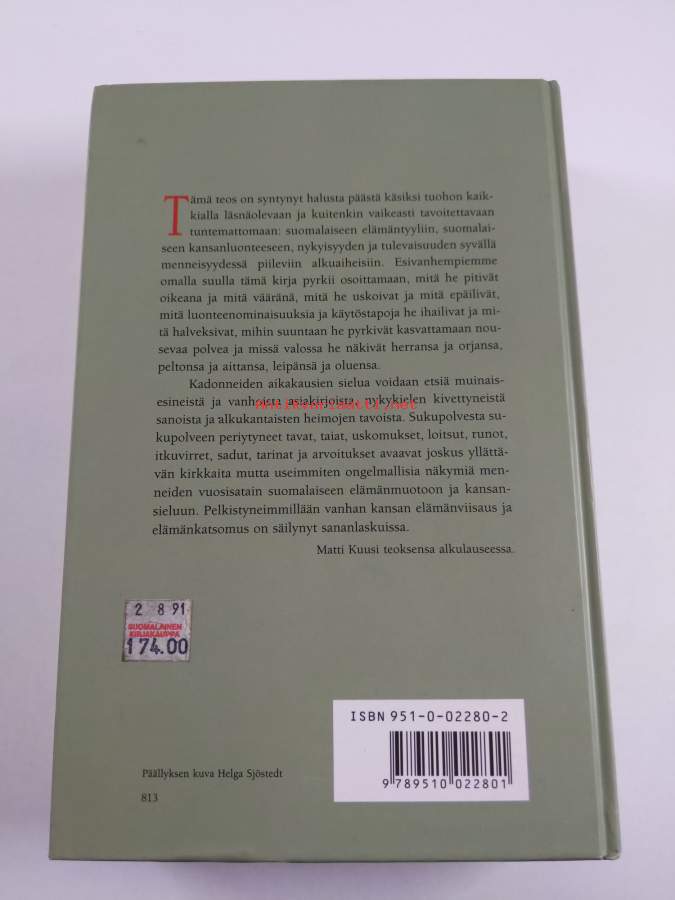 Tämä teos on syntynyt halusta päästä käsiksi tuohon kaik-
kialla läsnäolevaan ja kuitenkin vaikeasti tavoitettavaan
tuntemattomaan: suomalaiseen elämäntyyliin, suomalai-
seen kansanluonteeseen, nykyisyyden ja tulevaisuuden syvällä
menneisyydessä piileviin alkuaiheisiin. Esivanhempiemme
omalla suulla tämä kirja pyrkii osoittamaan, mitä he pitivät
oikeana ja mitä vääränä, mitä he uskoivat ja mitä epäilivät,
mitä luonteenominaisuuksia ja käytöstapoja he ihailivat ja mi-
tä halveksivat, mihin suuntaan he pyrkivät kasvattamaan nou-
sevaa polvea ja missä valossa he näkivät herransa ja orjansa,
peltonsa ja aittansa, leipänsä ja oluensa.
Kadonneiden aikakausien sielua voidaan etsiä muinais-
esineistä ja vanhoista asiakirjoista, nykykielen kivettyneistä
Antikvariaatti.net
sanoista ja alkukantaisten heimojen tavoista. Sukupolvesta su-
kupolveen periytyneet tavat, taiat, uskomukset, loitsut, runot,
itkuvirret, sadut, tarinat ja arvoitukset avaavat joskus yllättä-
vän kirkkaita mutta useimmiten ongelmallisia näkymiä men-
neiden vuosisatain suomalaiseen elämänmuotoon ja kansan-
sieluun. Pelkistyneimmillään vanhan kansan elämänviisaus ja
elämänkatsomus on säilynyt sananlaskuissa.
Matti Kuusi teoksensa alkulauseessa.
2 8 91
SUOMALAINEN
KIRJAKAUPPA
174.00
ISBN 951-0-02280-2
9 789510 022801
Päällyksen kuva Helga Sjöstedt
813